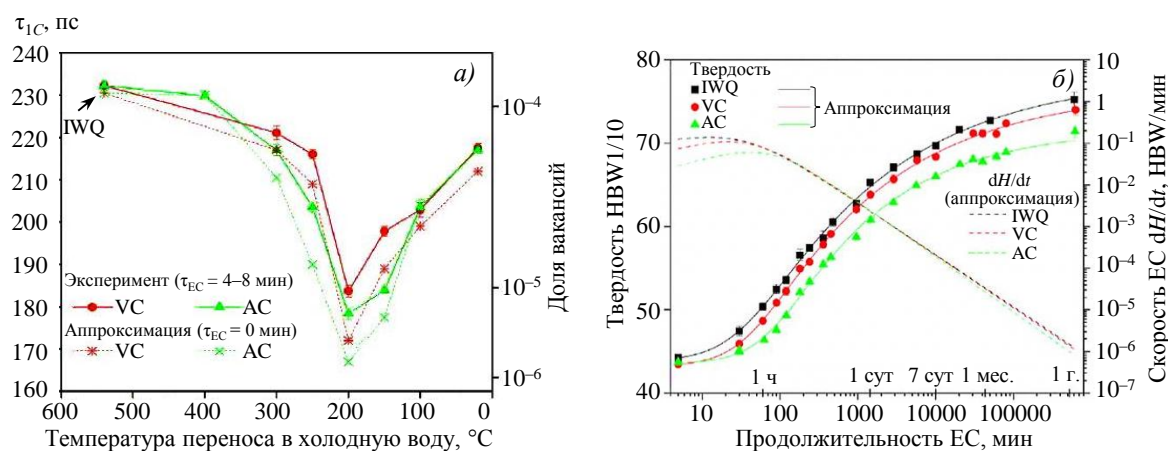 τ1C, пс
240
230
220
210
200
190
180
170
160
а)
IWQ
10⁻⁴
10⁻⁵
10⁻⁶
Доля вакансий
Эксперимент (τEC = 4–8 мин)
VC AC
Аппроксимация (τEC = 0 мин)
VC AC
600 500 400 300 200 100 0
Температура переноса в холодную воду, °C
80
70
60
50
40
Твердость HBW1/10
б)
Твердость
IWQ
VC
AC
Аппроксимация
dH/dt
(аппроксимация)
IWQ
VC
AC
1 ч 1 сут 7 сут 1 мес. 1 г.
10
1
10⁻¹
10⁻²
10⁻³
10⁻⁴
10⁻⁵
10⁻⁶
10⁻⁷
Скорость ЕС dH/dt, HBW/мин
10 100 1000 10000 100000
Продолжительность ЕС, мин